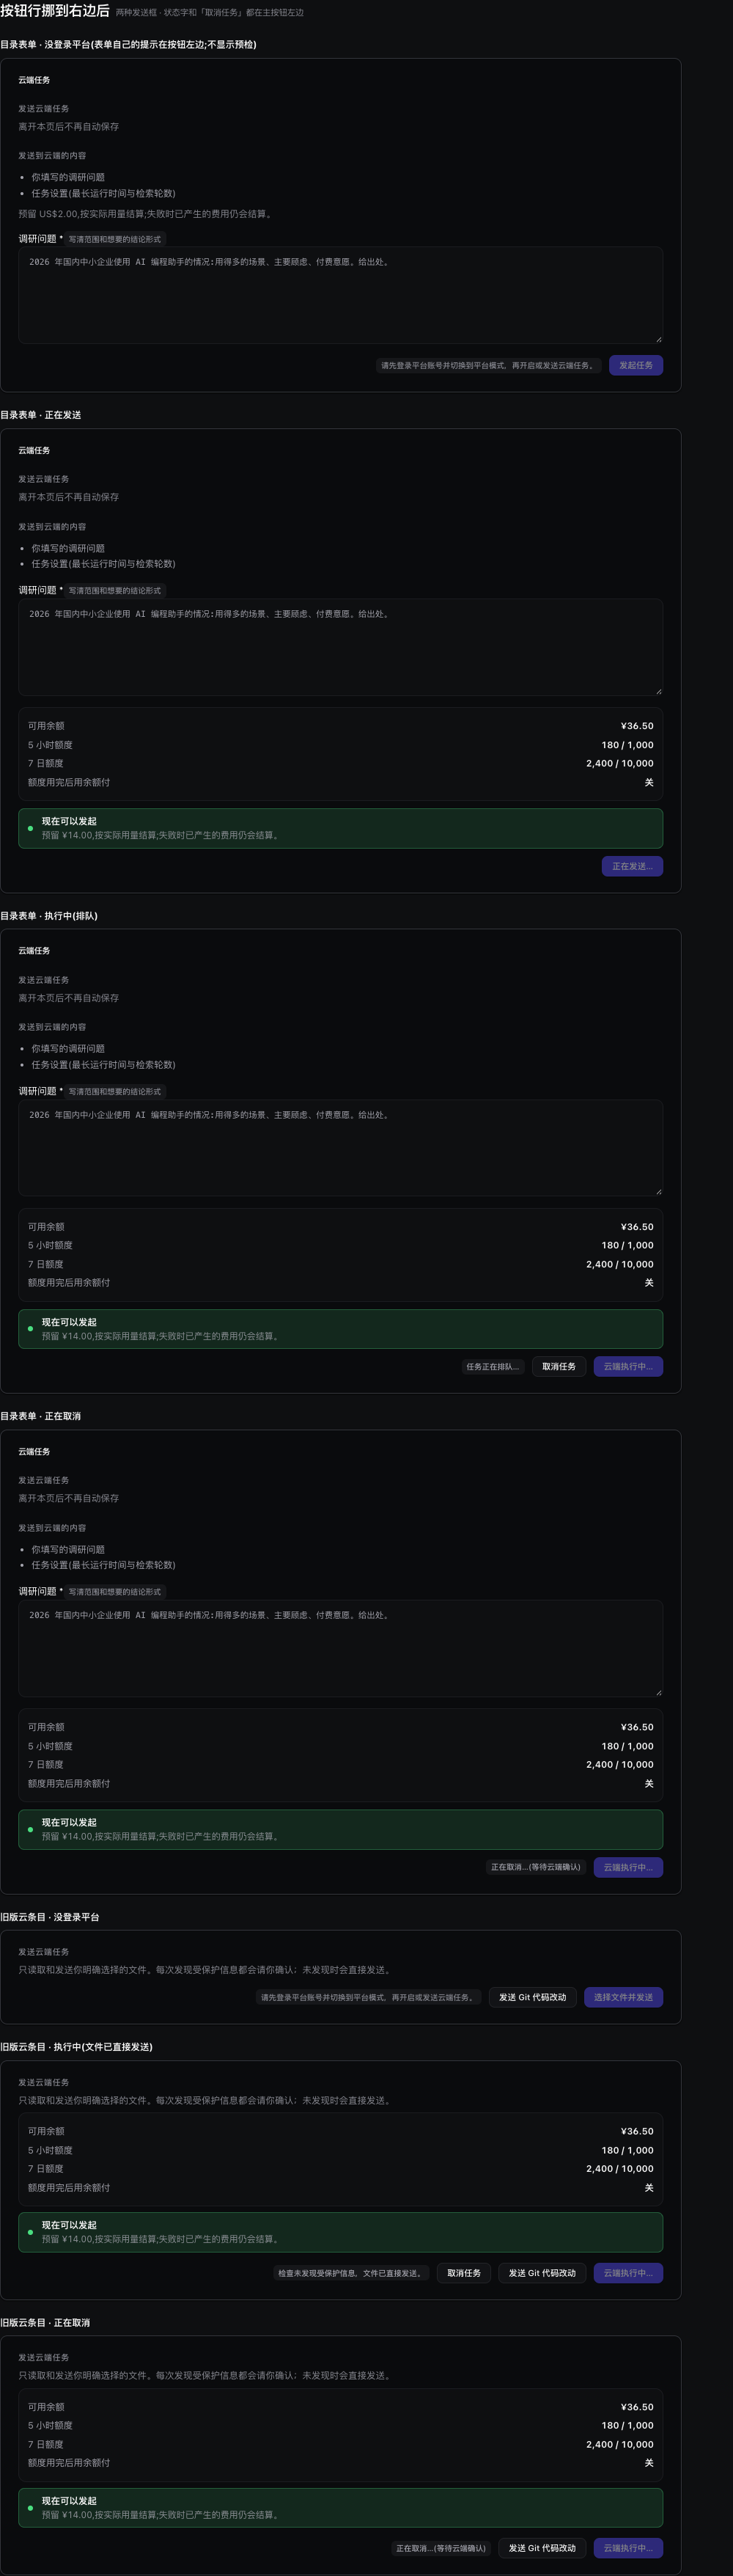 按钮行挪到右边后 两种发送框 · 状态字和「取消任务」都在主按钮左边
目录表单 · 没登录平台(表单自己的提示在按钮左边;不显示预检)
云端任务
发送云端任务
离开本页后不再自动保存
发送到云端的内容
• 你填写的调研问题
• 任务设置(最长运行时间与检索轮数)
预留 US$2.00,按实际用量结算;失败时已产生的费用仍会结算。
调研问题 * 写清范围和想要的结论形式
2026 年国内中小企业使用 AI 编程助手的情况:用得多的场景、主要顾虑、付费意愿。给出处。
请先登录平台账号并切换到平台模式，再开启或发送云端任务。 发起任务
目录表单 · 正在发送
云端任务
发送云端任务
离开本页后不再自动保存
发送到云端的内容
• 你填写的调研问题
• 任务设置(最长运行时间与检索轮数)
调研问题 * 写清范围和想要的结论形式
2026 年国内中小企业使用 AI 编程助手的情况:用得多的场景、主要顾虑、付费意愿。给出处。
可用余额 ¥36.50
5 小时额度 180 / 1,000
7 日额度 2,400 / 10,000
额度用完后用余额付 关
现在可以发起
预留 ¥14.00,按实际用量结算;失败时已产生的费用仍会结算。
正在发送...
目录表单 · 执行中(排队)
云端任务
发送云端任务
离开本页后不再自动保存
发送到云端的内容
• 你填写的调研问题
• 任务设置(最长运行时间与检索轮数)
调研问题 * 写清范围和想要的结论形式
2026 年国内中小企业使用 AI 编程助手的情况:用得多的场景、主要顾虑、付费意愿。给出处。
可用余额 ¥36.50
5 小时额度 180 / 1,000
7 日额度 2,400 / 10,000
额度用完后用余额付 关
现在可以发起
预留 ¥14.00,按实际用量结算;失败时已产生的费用仍会结算。
任务正在排队... 取消任务 云端执行中...
目录表单 · 正在取消
云端任务
发送云端任务
离开本页后不再自动保存
发送到云端的内容
• 你填写的调研问题
• 任务设置(最长运行时间与检索轮数)
调研问题 * 写清范围和想要的结论形式
2026 年国内中小企业使用 AI 编程助手的情况:用得多的场景、主要顾虑、付费意愿。给出处。
可用余额 ¥36.50
5 小时额度 180 / 1,000
7 日额度 2,400 / 10,000
额度用完后用余额付 关
现在可以发起
预留 ¥14.00,按实际用量结算;失败时已产生的费用仍会结算。
正在取消...(等待云端确认) 云端执行中...
旧版云条目 · 没登录平台
发送云端任务
只读取和发送你明确选择的文件。每次发现受保护信息都会请你确认；未发现时会直接发送。
请先登录平台账号并切换到平台模式，再开启或发送云端任务。 发送 Git 代码改动 选择文件并发送
旧版云条目 · 执行中(文件已直接发送)
发送云端任务
只读取和发送你明确选择的文件。每次发现受保护信息都会请你确认；未发现时会直接发送。
可用余额 ¥36.50
5 小时额度 180 / 1,000
7 日额度 2,400 / 10,000
额度用完后用余额付 关
现在可以发起
预留 ¥14.00,按实际用量结算;失败时已产生的费用仍会结算。
检查未发现受保护信息，文件已直接发送。 取消任务 发送 Git 代码改动 云端执行中...
旧版云条目 · 正在取消
发送云端任务
只读取和发送你明确选择的文件。每次发现受保护信息都会请你确认；未发现时会直接发送。
可用余额 ¥36.50
5 小时额度 180 / 1,000
7 日额度 2,400 / 10,000
额度用完后用余额付 关
现在可以发起
预留 ¥14.00,按实际用量结算;失败时已产生的费用仍会结算。
正在取消...(等待云端确认) 发送 Git 代码改动 云端执行中...